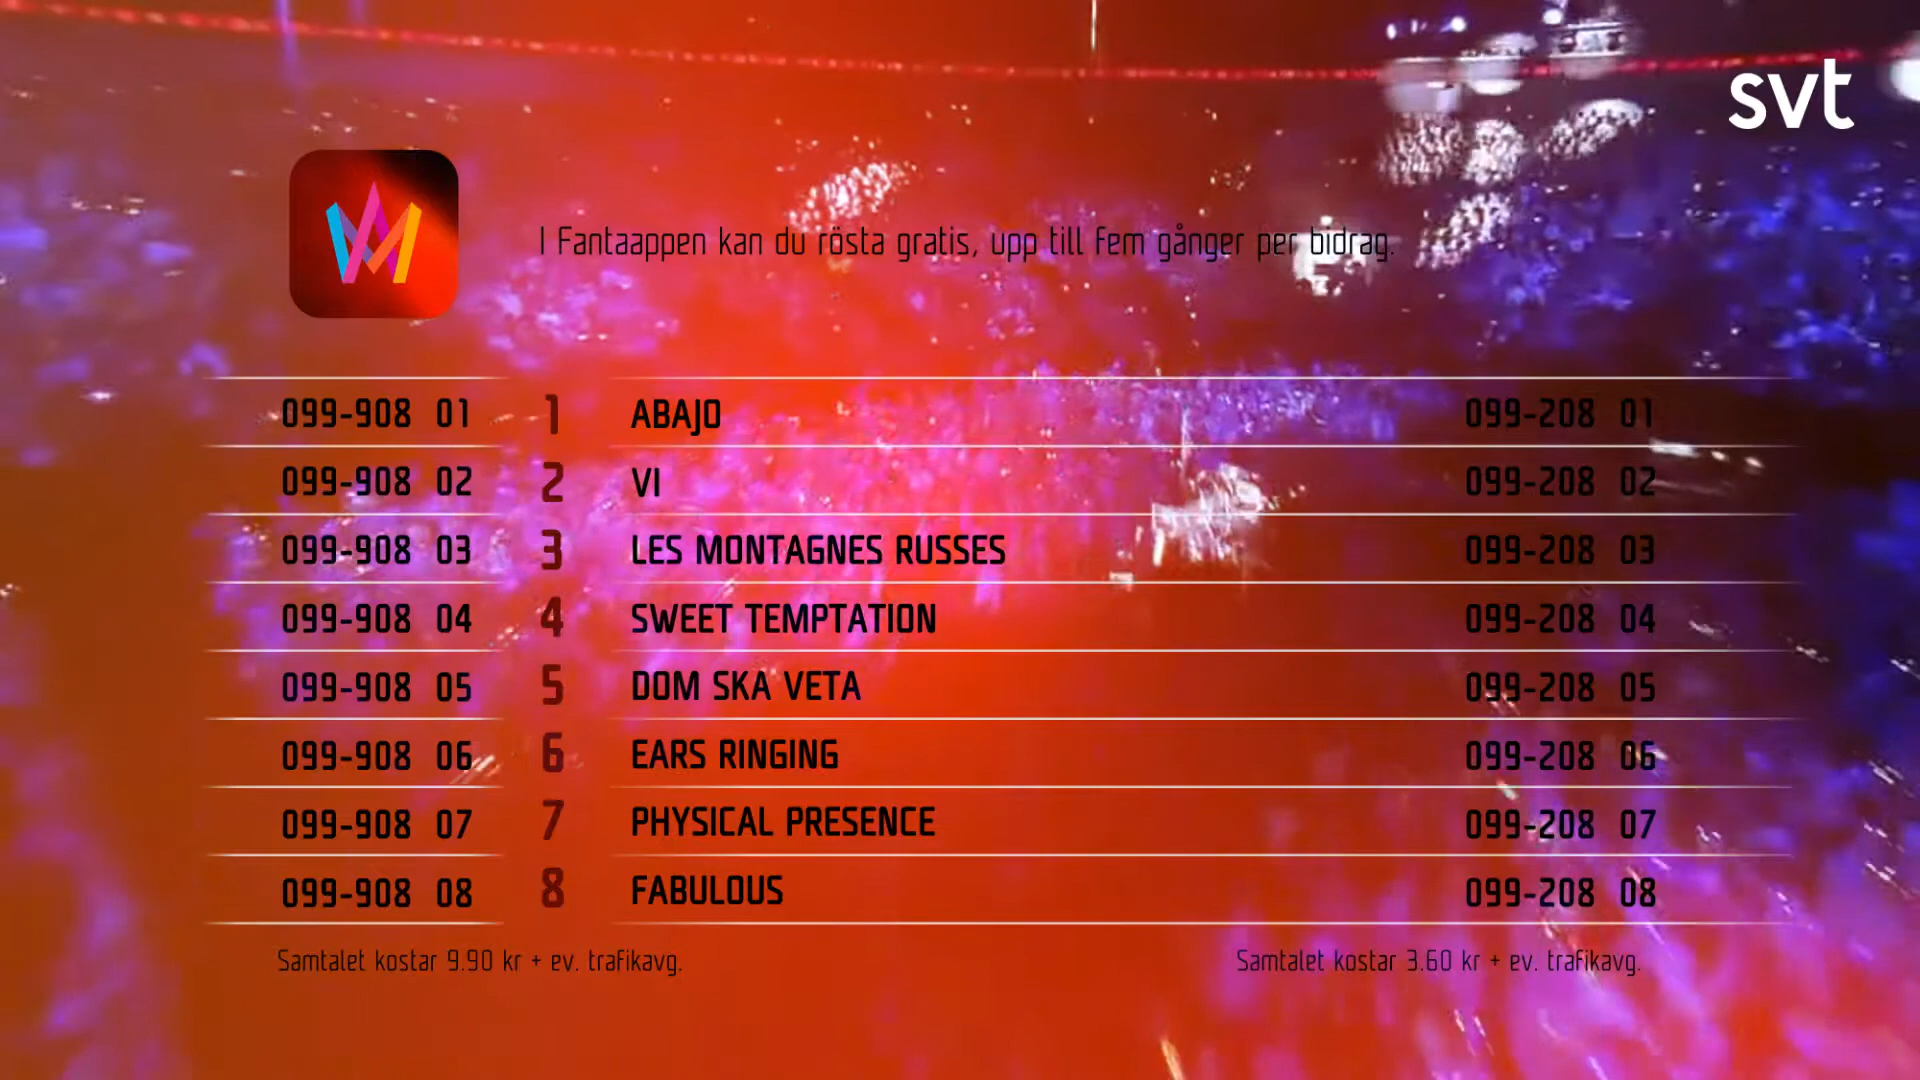 svt
I Fantaappen kan du rösta gratis, upp till fem gånger per bidrag.
099-908 01 1 ABAJO 099-208 01
099-908 02 2 VI 099-208 02
099-908 03 3 LES MONTAGNES RUSSES 099-208 03
099-908 04 4 SWEET TEMPTATION 099-208 04
099-908 05 5 DOM SKA VETA 099-208 05
099-908 06 6 EARS RINGING 099-208 06
099-908 07 7 PHYSICAL PRESENCE 099-208 07
099-908 08 8 FABULOUS 099-208 08
Samtalet kostar 9.90 kr + ev. trafikavg. Samtalet kostar 3.60 kr + ev. trafikavg.